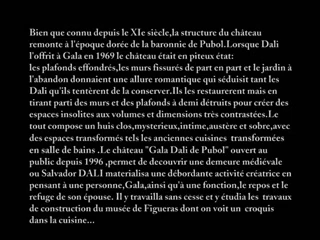 Bien que connu depuis le XIe siècle,la structure du château
remonte à l'époque dorée de la baronnie de Pubol.Lorsque Dali
l'offrit à Gala en 1969 le château était en piteux état:
les plafonds effondrés,les murs fissurés de part en part et le jardin à
l'abandon donnaient une allure romantique qui séduisit tant les
Dali qu'ils tentèrent de la conserver.Ils les restaurerent mais en
tirant parti des murs et des plafonds à demi détruits pour créer des
espaces insolites aux volumes et dimensions très contrastées.Le
tout compose un huis clos,mysterieux,intime,austère et sobre,avec
des espaces transformés tels les anciennes cuisines  transformées
en salle de bains .Le château "Gala Dali de Pubol" ouvert au
public depuis 1996 ,permet de decouvrir une demeure médiévale
ou Salvador DALI materialisa une débordante activité créatrice en
pensant à une personne,Gala,ainsi qu'à une fonction,le repos et le
refuge de son épouse. Il y travailla sans cesse et y étudia les  travaux
de construction du musée de Figueras dont on voit un  croquis
dans la cuisine...